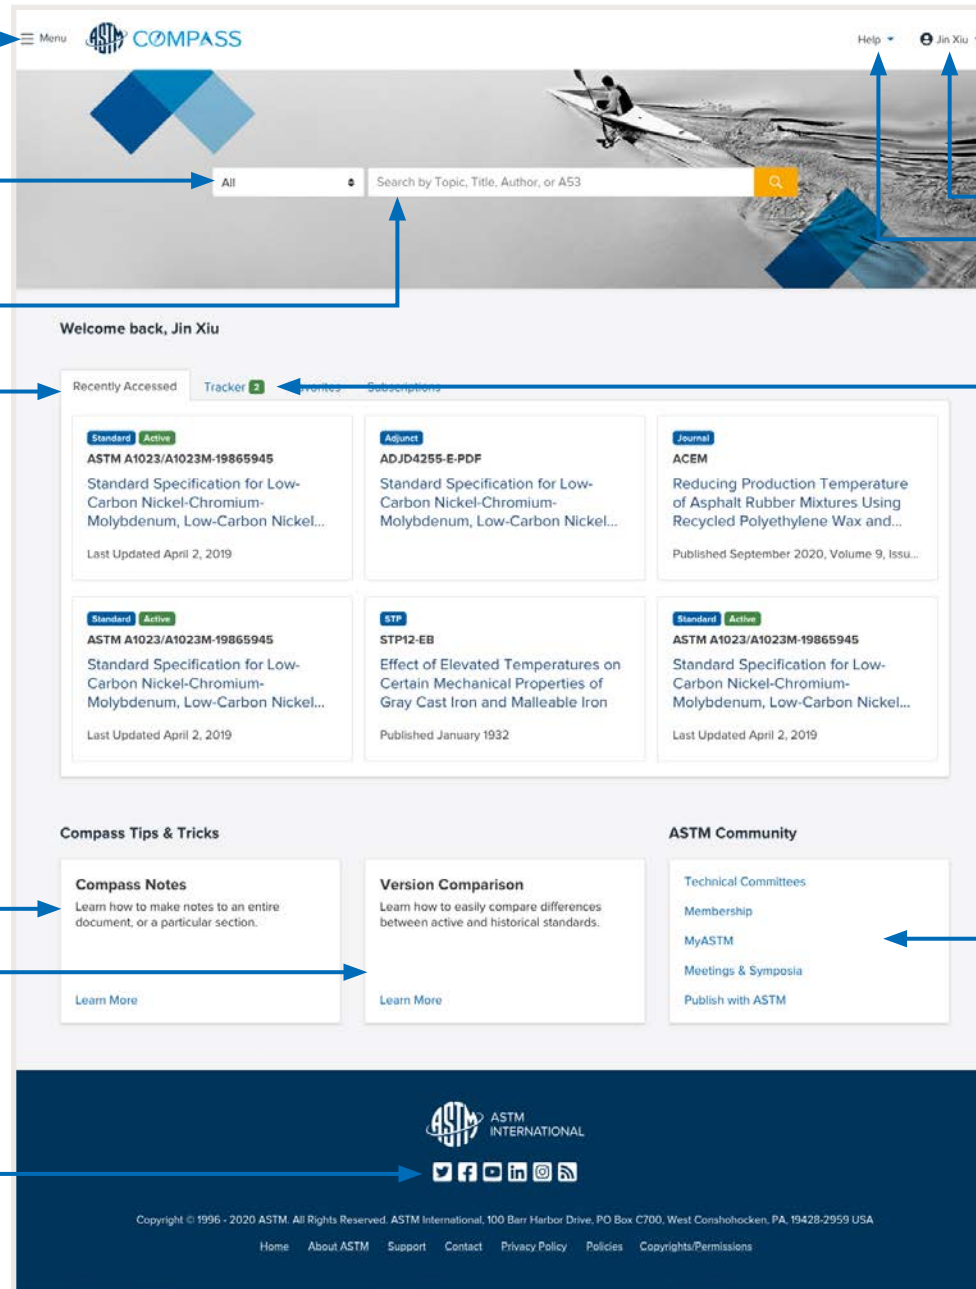 Menu
ASTM COMPASS
Help
Jin Xiu
All
Search by Topic, Title, Author, or A53
Welcome back, Jin Xiu
Recently Accessed
Tracker 2
Favorites
Subscriptions
Standard Active
ASTM A1023/A1023M-19865945
Standard Specification for Low-
Carbon Nickel-Chromium-
Molybdenum, Low-Carbon Nickel...
Last Updated April 2, 2019
Adjunct
ADJD4255-E-PDF
Standard Specification for Low-
Carbon Nickel-Chromium-
Molybdenum, Low-Carbon Nickel...
Journal
ACEM
Reducing Production Temperature
of Asphalt Rubber Mixtures Using
Recycled Polyethylene Wax and...
Published September 2020, Volume 9, Issu...
Standard Active
ASTM A1023/A1023M-19865945
Standard Specification for Low-
Carbon Nickel-Chromium-
Molybdenum, Low-Carbon Nickel...
Last Updated April 2, 2019
STP
STP12-EB
Effect of Elevated Temperatures on
Certain Mechanical Properties of
Gray Cast Iron and Malleable Iron
Published January 1932
Standard Active
ASTM A1023/A1023M-19865945
Standard Specification for Low-
Carbon Nickel-Chromium-
Molybdenum, Low-Carbon Nickel...
Last Updated April 2, 2019
Compass Tips & Tricks
Compass Notes
Learn how to make notes to an entire
document, or a particular section.
Learn More
Version Comparison
Learn how to easily compare differences
between active and historical standards.
Learn More
ASTM Community
Technical Committees
Membership
MyASTM
Meetings & Symposia
Publish with ASTM
ASTM
ASTM
INTERNATIONAL
Copyright © 1996 - 2020 ASTM. All Rights Reserved. ASTM International, 100 Barr Harbor Drive, PO Box C700, West Conshohocken, PA, 19428-2959 USA
Home About ASTM Support Contact Privacy Policy Policies Copyrights/Permissions